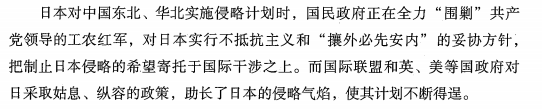 日本对中国东北、华北实施侵略计划时，国民政府正在全力“围剿”共产
党领导的工农红军，对日本实行不抵抗主义和“攘外必先安内”的妥协方针，
把制止日本侵略的希望寄托于国际干涉之上。而国际联盟和英、美等国政府对
日采取姑息、纵容的政策，助长了日本的侵略气焰，使其计划不断得逞。